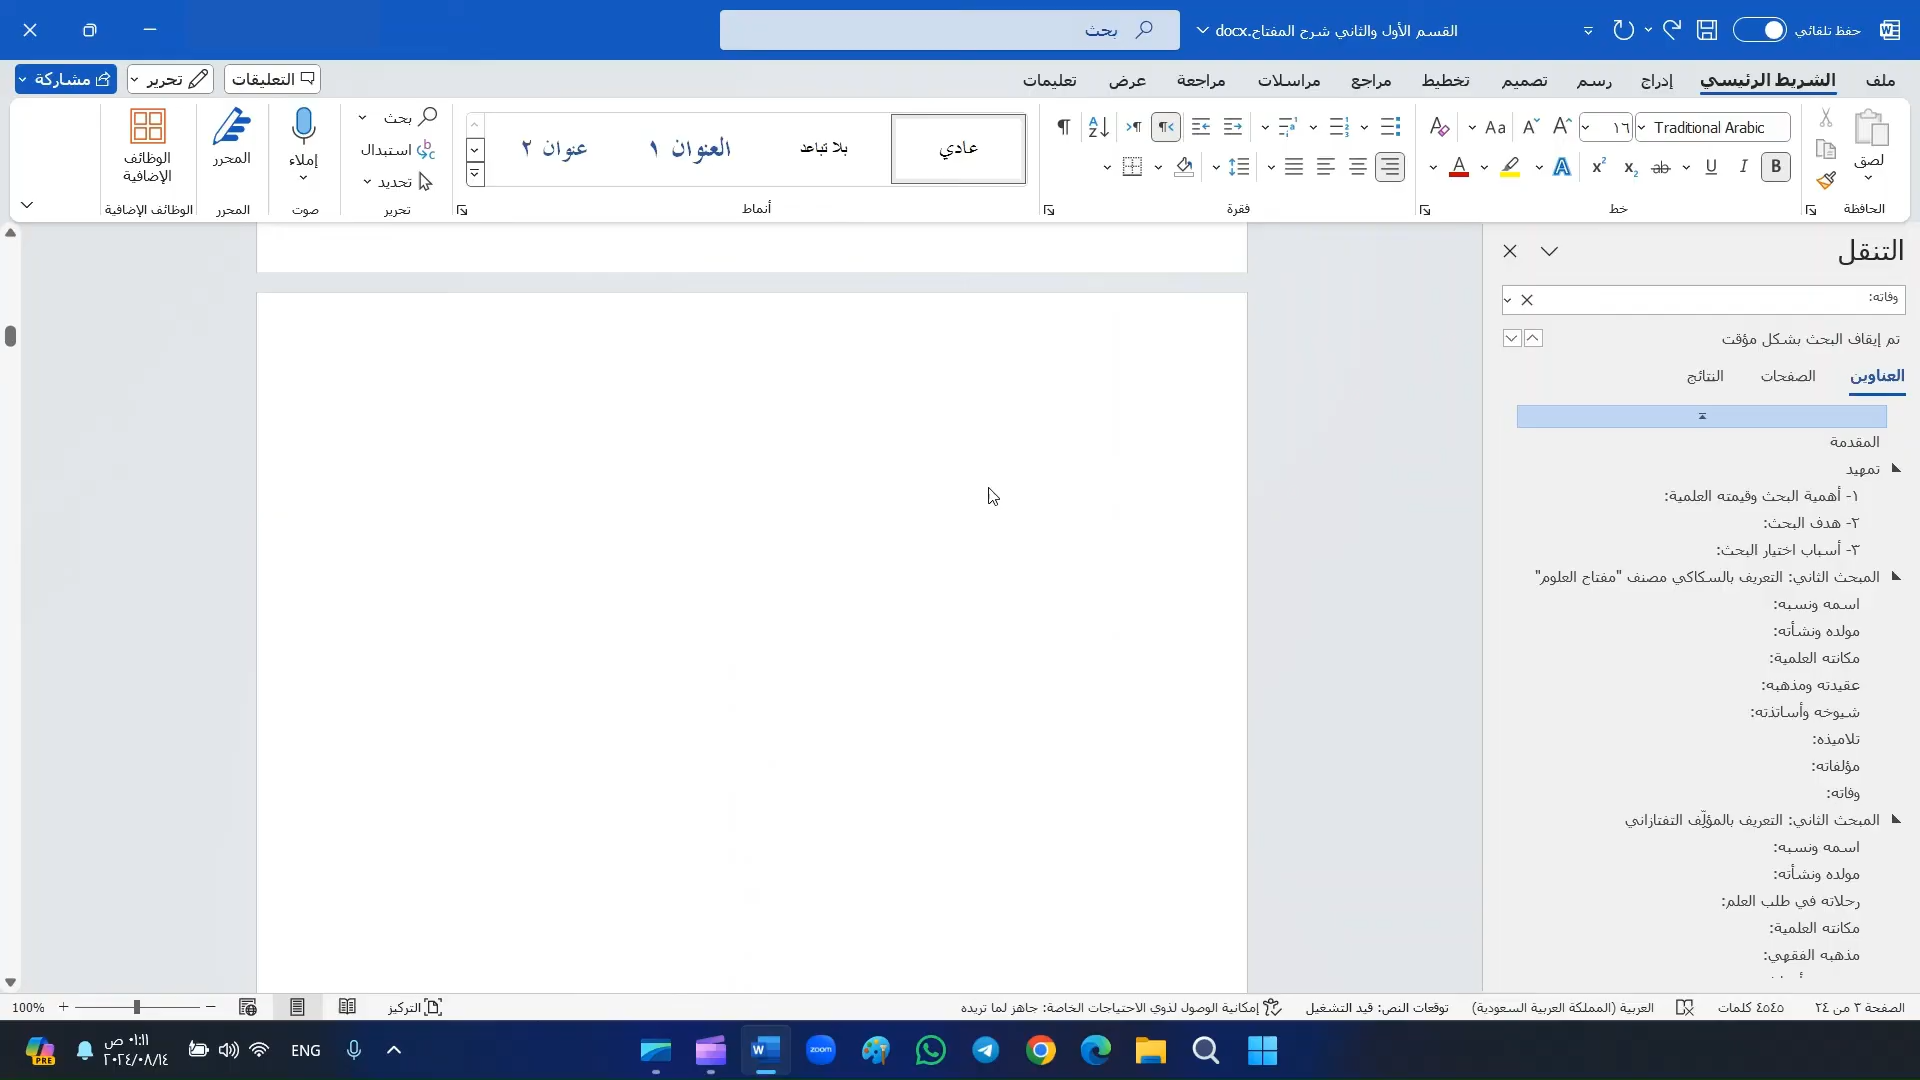 حفظ تلقائي
القسم الأول والثاني شرح المفتاح.docx
بحث
ملف
الشريط الرئيسي
إدراج
رسم
تصميم
تخطيط
مراجع
مراسلات
مراجعة
عرض
تعليمات
التعليقات
تحرير
مشاركة
لصق
الحافظة
Traditional Arabic
١٦
Aa
خط
فقرة
عادي
بلا تباعد
العنوان ١
عنوان ٢
أنماط
بحث
استبدال
تحديد
تحرير
إملاء
صوت
المحرر
المحرر
الوظائف الإضافية
الوظائف الإضافية
التنقل
وفاته:
تم إيقاف البحث بشكل مؤقت
العناوين
الصفحات
النتائج
المقدمة
تمهيد
١- أهمية البحث وقيمته العلمية:
٢- هدف البحث:
٣- أسباب اختيار البحث:
المبحث الثاني: التعريف بالسكاكي مصنف "مفتاح العلوم"
اسمه ونسبه:
مولده ونشأته:
مكانته العلمية:
عقيدته ومذهبه:
شيوخه وأساتذته:
تلاميذه:
مؤلفاته:
وفاته:
المبحث الثاني: التعريف بالمؤلِّف التفتازاني
اسمه ونسبه:
مولده ونشأته:
رحلاته في طلب العلم:
مكانته العلمية:
مذهبه الفقهي:
الصفحة ٣ من ٢٤
٤٥٤٥ كلمات
العربية (المملكة العربية السعودية)
توقعات النص: قيد التشغيل
إمكانية الوصول لذوي الاحتياجات الخاصة: جاهز لما تريده
التركيز
100%
zoom
ENG
٠١:١١ ص
٢٠٢٤/٠٨/١٤
PRE